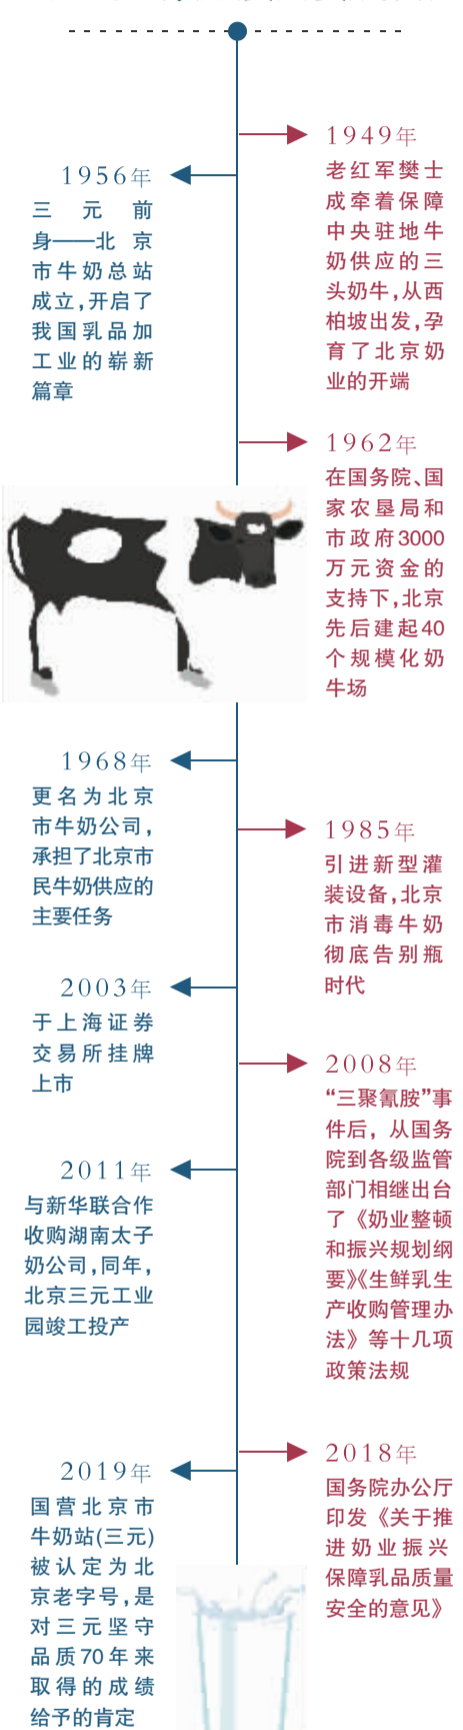 1949年
老红军樊士
成牵着保障
中央驻地牛
奶供应的三
头奶牛,从西
柏坡出发,孕
育了北京奶
业的开端
1956年
三元前
身——北京
市牛奶总站
成立,开启了
我国乳品加
工业的崭新
篇章
1962年
在国务院、国
家农垦局和
市政府3000
万元资金的
支持下,北京
先后建起40
个规模化奶
牛场
1968年
更名为北京
市牛奶公司,
承担了北京市
民牛奶供应的
主要任务
1985年
引进新型灌
装设备,北京
市消毒牛奶
彻底告别瓶
时代
2003年
于上海证券
交易所挂牌
上市
2008年
“三聚氰胺”事
件后，从国务
院到各级监管
部门相继出台
了《奶业整顿
和振兴规划纲
要》《生鲜乳生
产收购管理办
法》等十几项
政策法规
2011年
与新华联合作
收购湖南太子
奶公司,同年,
北京三元工业
园竣工投产
2018年
国务院办公厅
印发《关于推
进奶业振兴
保障乳品质量
安全的意见》
2019年
国营北京市
牛奶站(三元)
被认定为北
京老字号,是
对三元坚守
品质70年来
取得的成绩
给予的肯定